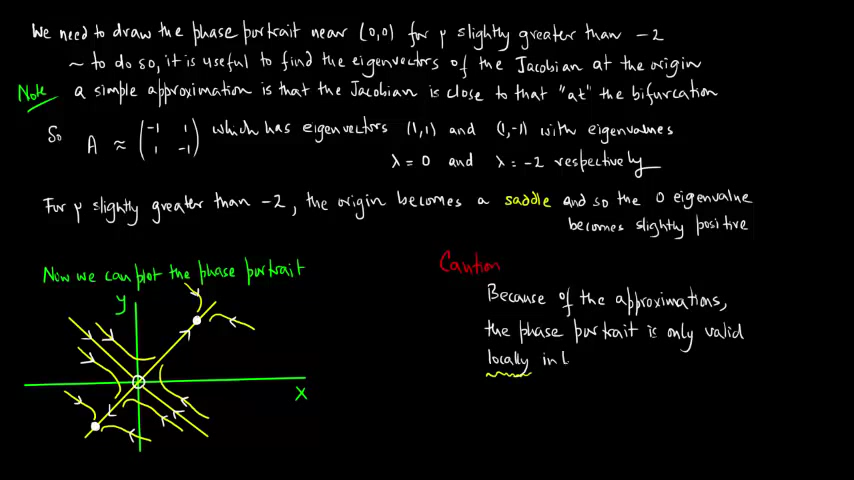 We need to draw the phase portrait near (0,0) for μ slightly greater than -2
~ to do so, it is useful to find the eigenvectors of the Jacobian at the origin
Note a simple approximation is that the Jacobian is close to that "at" the bifurcation
So A ≈ (-1 1
1 -1) which has eigenvectors (1,1) and (1,-1) with eigenvalues
λ = 0 and λ = -2 respectively
For μ slightly greater than -2, the origin becomes a saddle and so the 0 eigenvalue
becomes slightly positive
Now we can plot the phase portrait
y
x
Caution
Because of the approximations,
the phase portrait is only valid
locally in